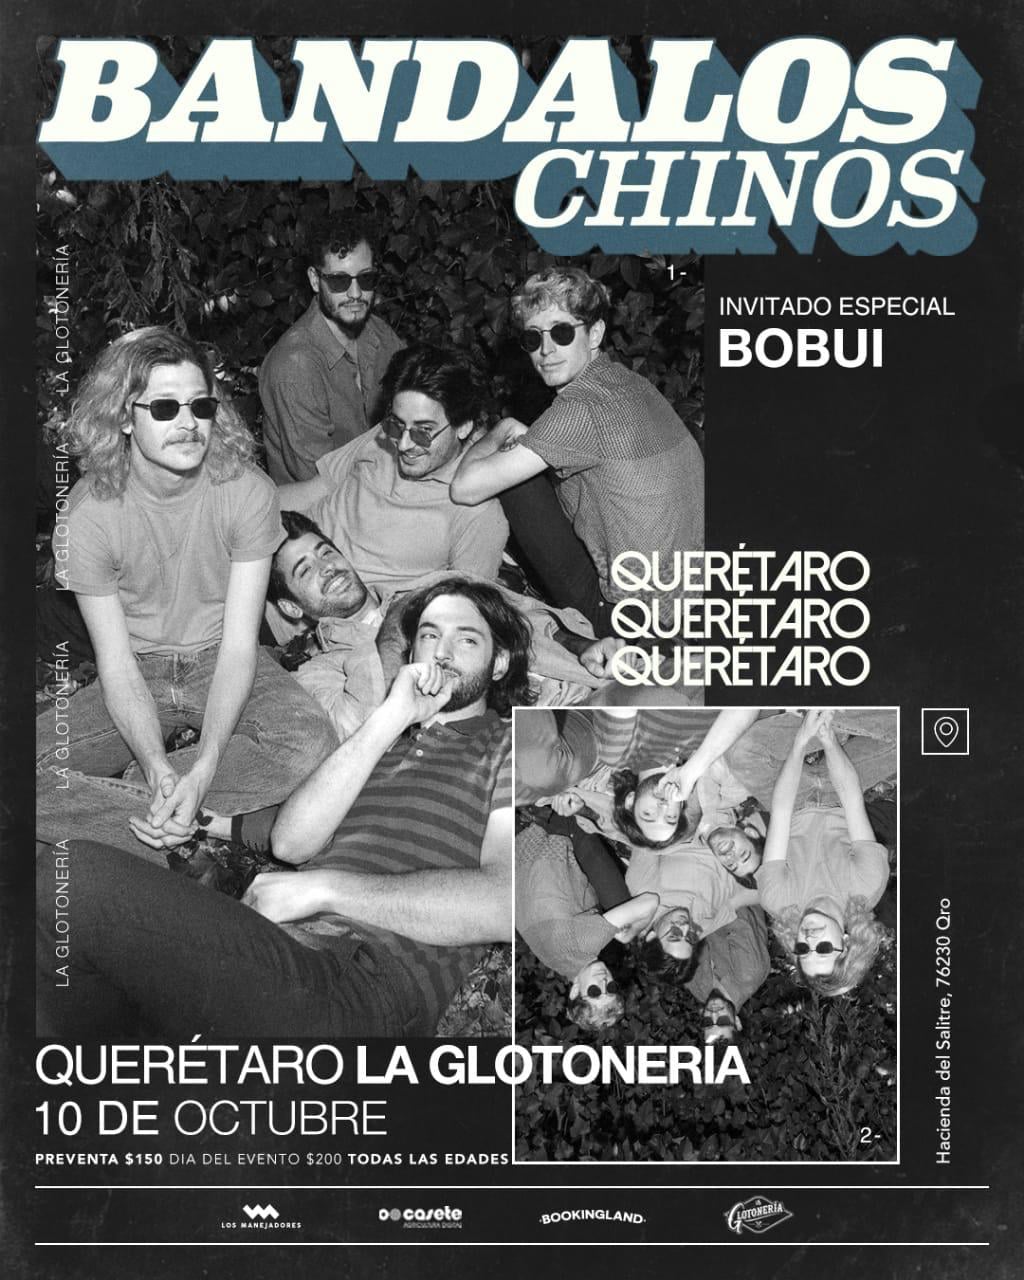 BANDALOS
CHINOS
1-
INVITADO ESPECIAL
BOBUI
LA GLOTONERÍA
LA GLOTONERÍA
LA GLOTONERÍA
LA GLOTONERÍA
QUERÉTARO
QUERÉTARO
QUERÉTARO
Hacienda del Salitre, 76230 Qro
QUERÉTARO LA GLOTONERÍA
10 DE OCTUBRE
2-
PREVENTA $150 DIA DEL EVENTO $200 TODAS LAS EDADES
LOS MANEJADORES
casete
AGRICULTURA DIGITAL
·BOOKINGLAND·
LA
GLOTONERÍA